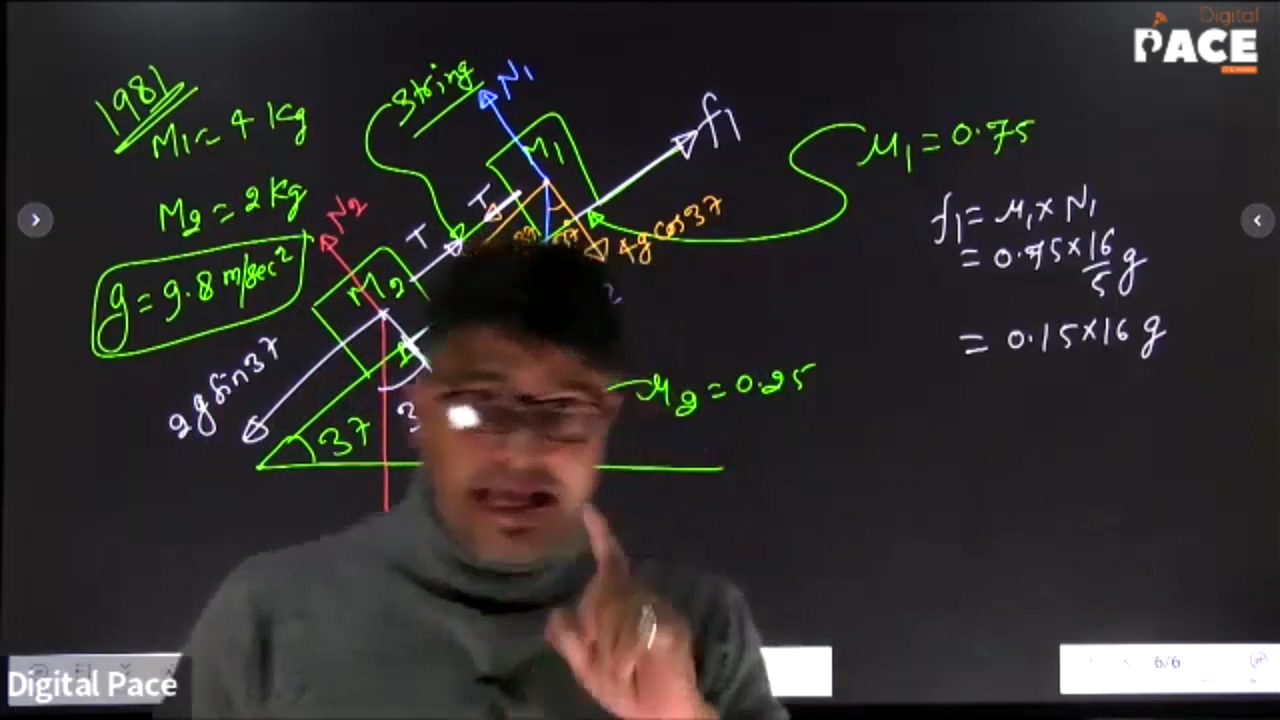 Digital
PACE
1981
M1 = 4 Kg
M2 = 2 Kg
g = 9.8 m/sec²
string
N1
M1
f1
μ1 = 0.75
T
T
4g cos37
N2
M2
2g sin37
37
3
2
μ2 = 0.25
f1 = μ1 × N1
= 0.75 × 16/5 g
= 0.15 × 16 g
6/6
Digital Pace